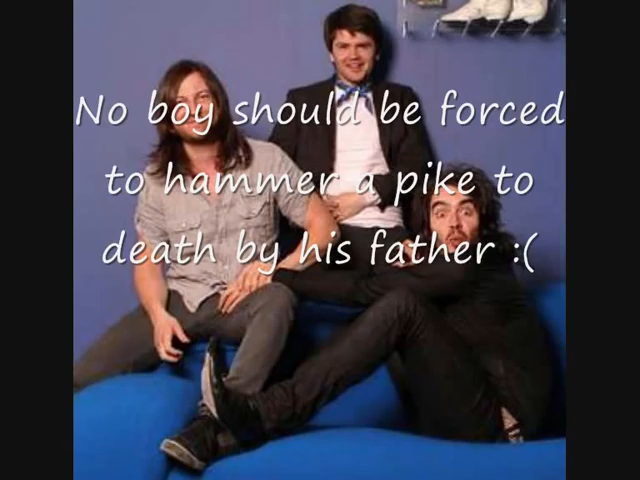 No boy should be forced
to hammer a pike to
death by his father :(